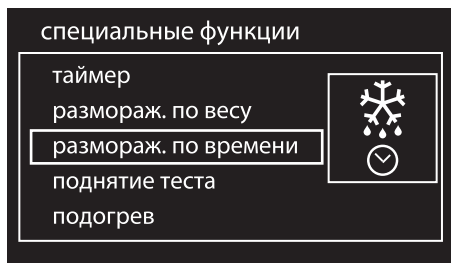 специальные функции
таймер
размораж. по весу
размораж. по времени
поднятие теста
подогрев